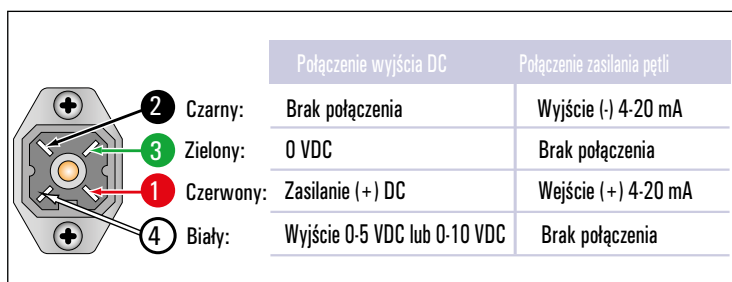 Połączenie wyjścia DC Połączenie zasilania pętli
2 Czarny: Brak połączenia Wyjście (-) 4-20 mA
3 Zielony: 0 VDC Brak połączenia
1 Czerwony: Zasilanie (+) DC Wejście (+) 4-20 mA
4 Biały: Wyjście 0-5 VDC lub 0-10 VDC Brak połączenia